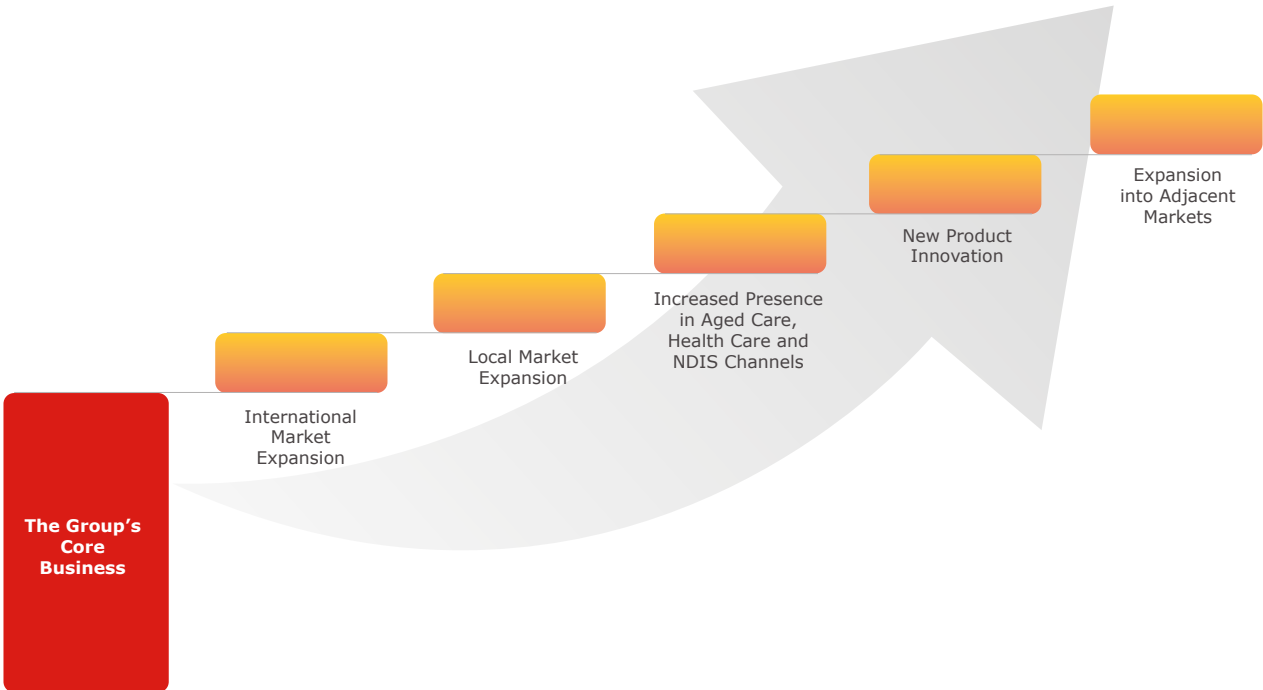 The Group’s
Core
Business
International
Market
Expansion
Local Market
Expansion
Increased Presence
in Aged Care,
Health Care and
NDIS Channels
New Product
Innovation
Expansion
into Adjacent
Markets